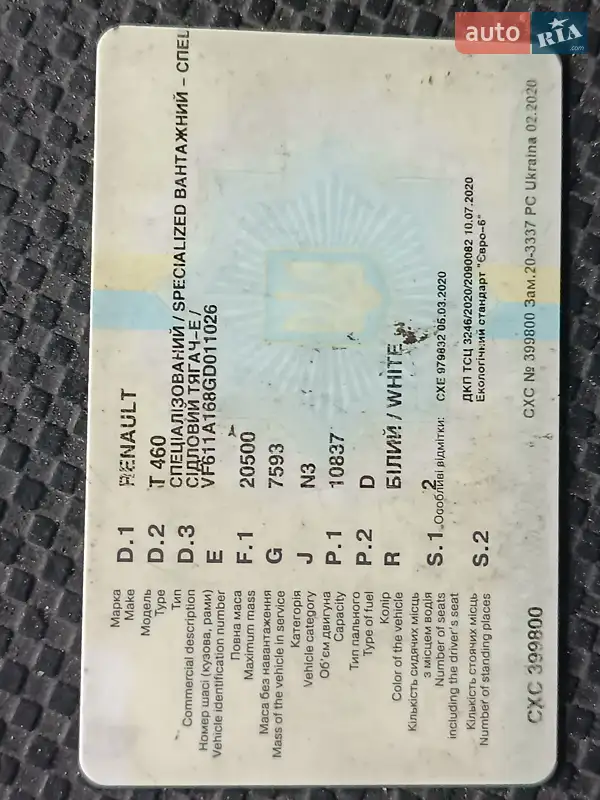 auto RIA .com
Марка D.1 RENAULT
Make
Модель D.2 T 460
Type
Тип D.3 СПЕЦІАЛІЗОВАНИЙ / SPECIALIZED ВАНТАЖНИЙ – СПЕЦ
Commercial description СІДЛОВИЙ ТЯГАЧ-Е /
Номер шасі (кузова, рами) E VF611A168GD011026
Vehicle identification number
Повна маса F.1 20500
Maximum mass
Маса без навантаження G 7593
Mass of the vehicle in service
Категорія J N3
Vehicle category
Об'єм двигуна P.1 10837
Capacity
Тип пального P.2 D
Type of fuel
Колір R БІЛИЙ / WHITE
Color of the vehicle
Кількість сидячих місць S.1 2
з місцем водія
Number of seats
including the driver's seat
Особливі відмітки: СХЕ 979832 05.03.2020
Кількість стоячих місць S.2
Number of standing places
ДКП ТСЦ 3246/2020/2090082 10.07.2020
Екологічний стандарт "Євро-6"
СХС 399800
СХС № 399800 Зам.20-3337 PC Ukraina 02.2020